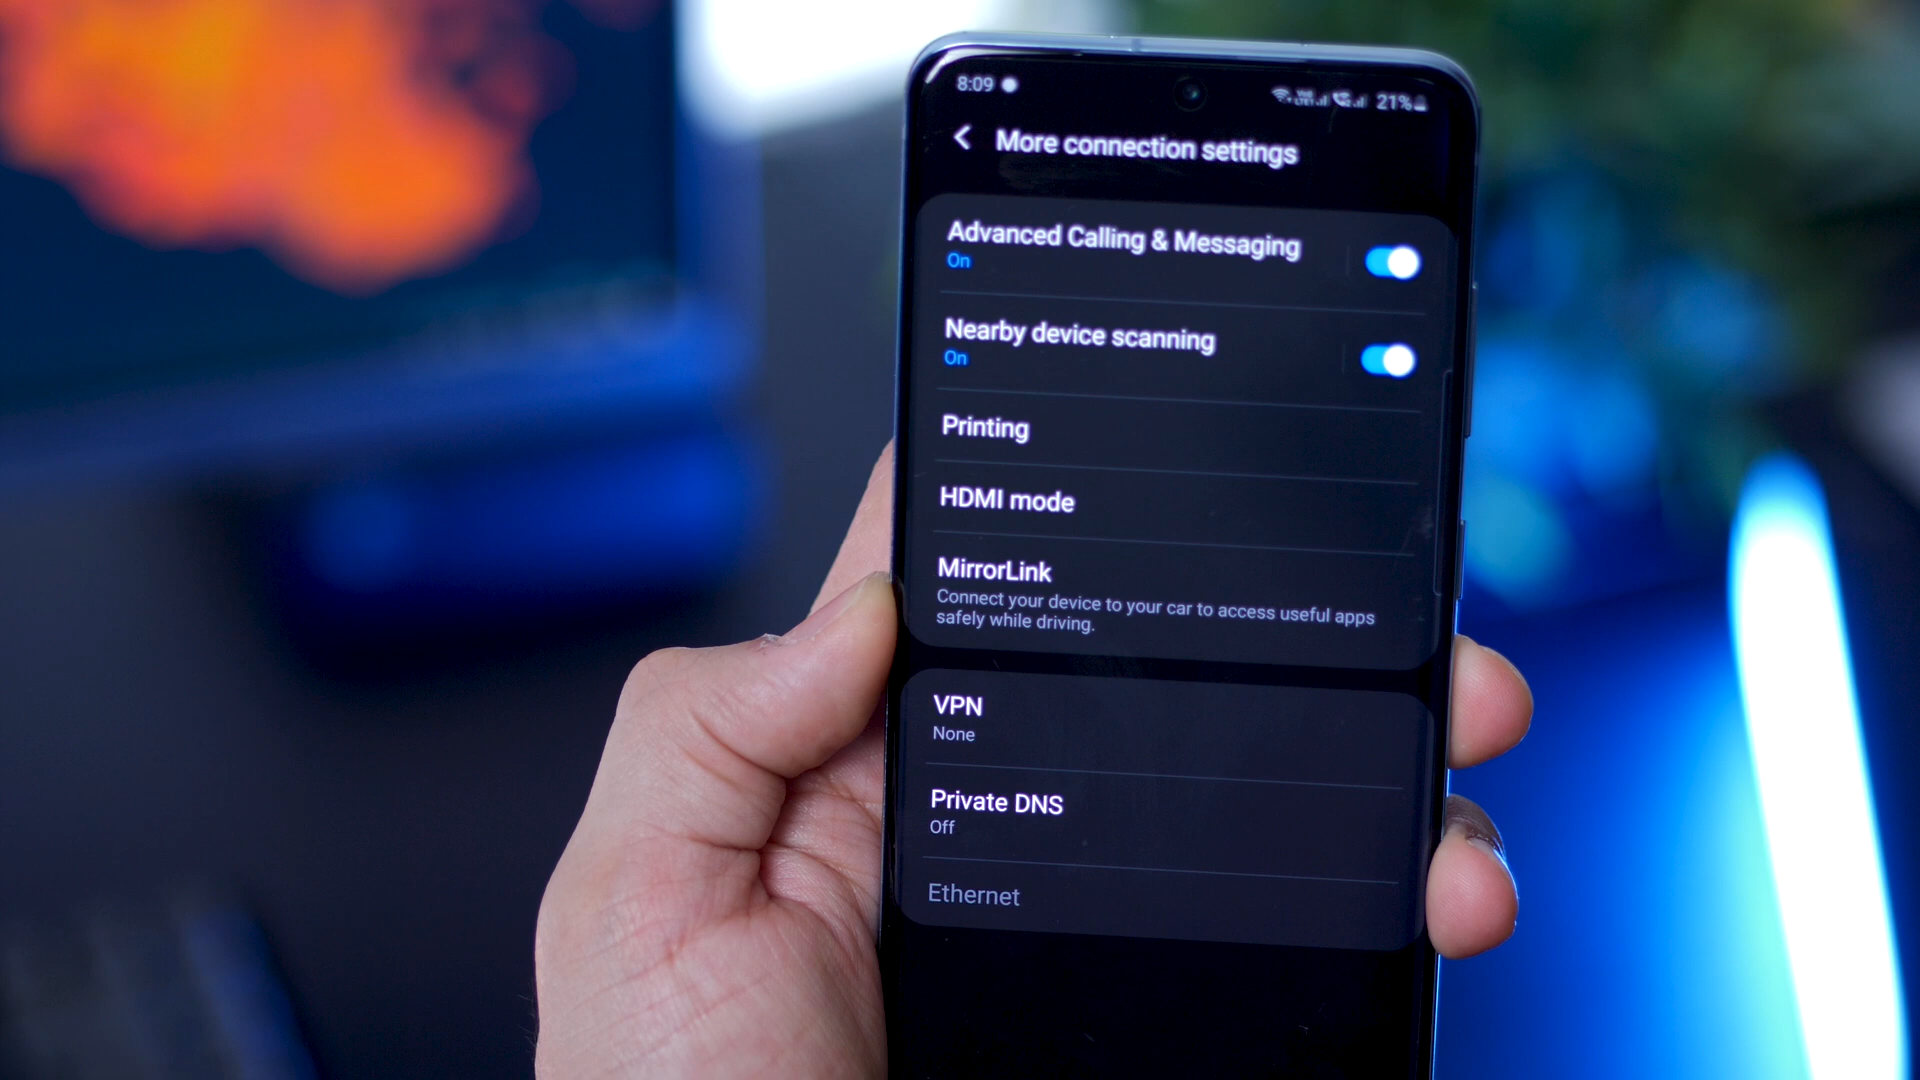 8:09 21%
More connection settings
Advanced Calling & Messaging
On
Nearby device scanning
On
Printing
HDMI mode
MirrorLink
Connect your device to your car to access useful apps
safely while driving.
VPN
None
Private DNS
Off
Ethernet